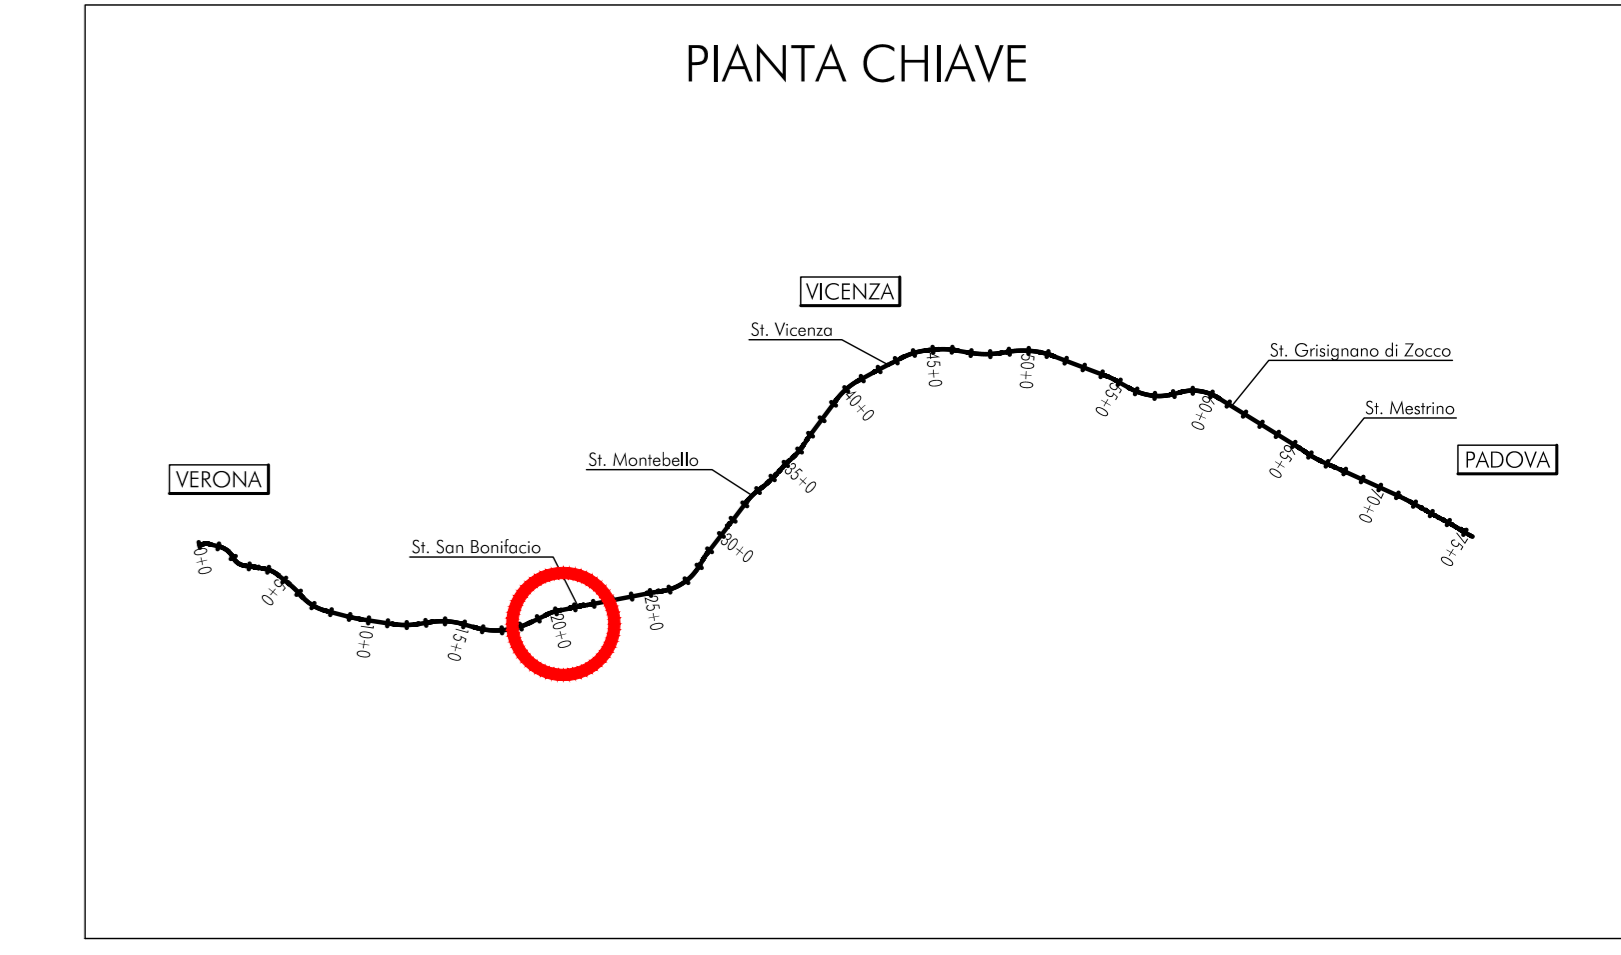 PIANTA CHIAVE
VICENZA
St. Vicenza
St. Grisignano di Zocco
St. Mestrino
PADOVA
St. Montebello
VERONA
St. San Bonifacio
0+0
5+0
10+0
15+0
20+0
25+0
30+0
35+0
40+0
45+0
50+0
55+0
60+0
65+0
70+0
75+0